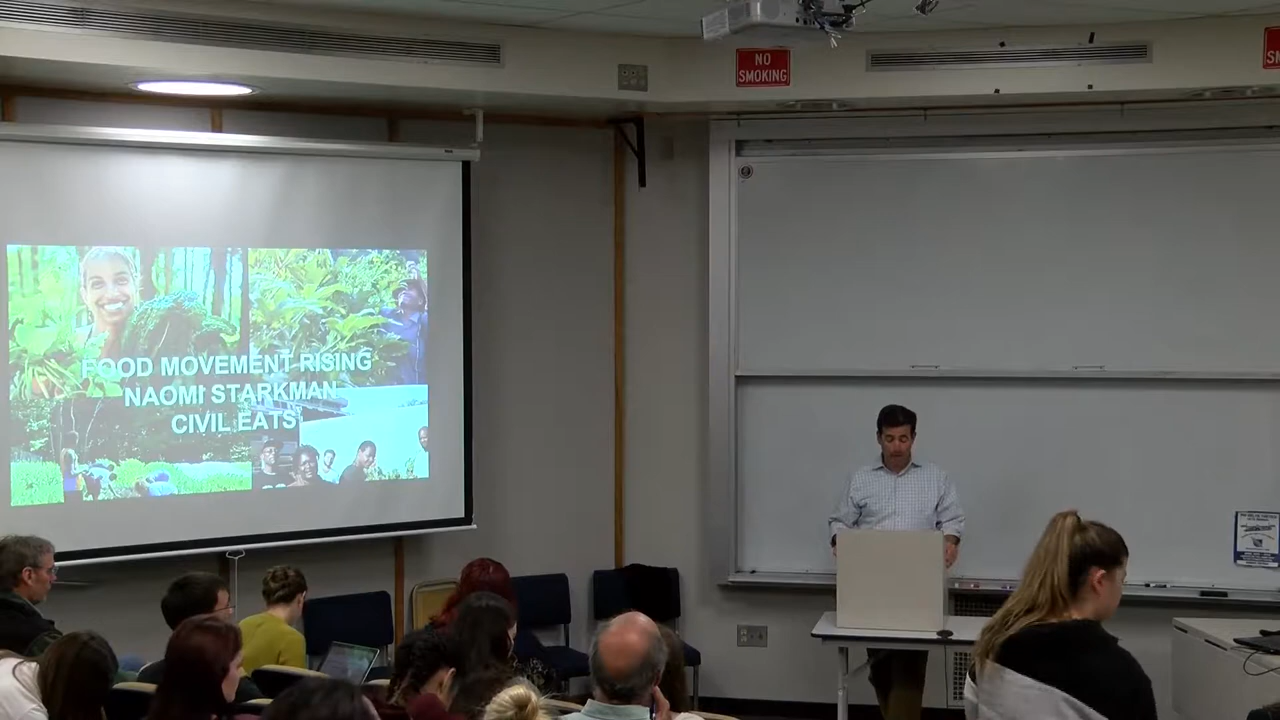 NO
SMOKING
FOOD MOVEMENT RISING
NAOMI STARKMAN
CIVIL EATS